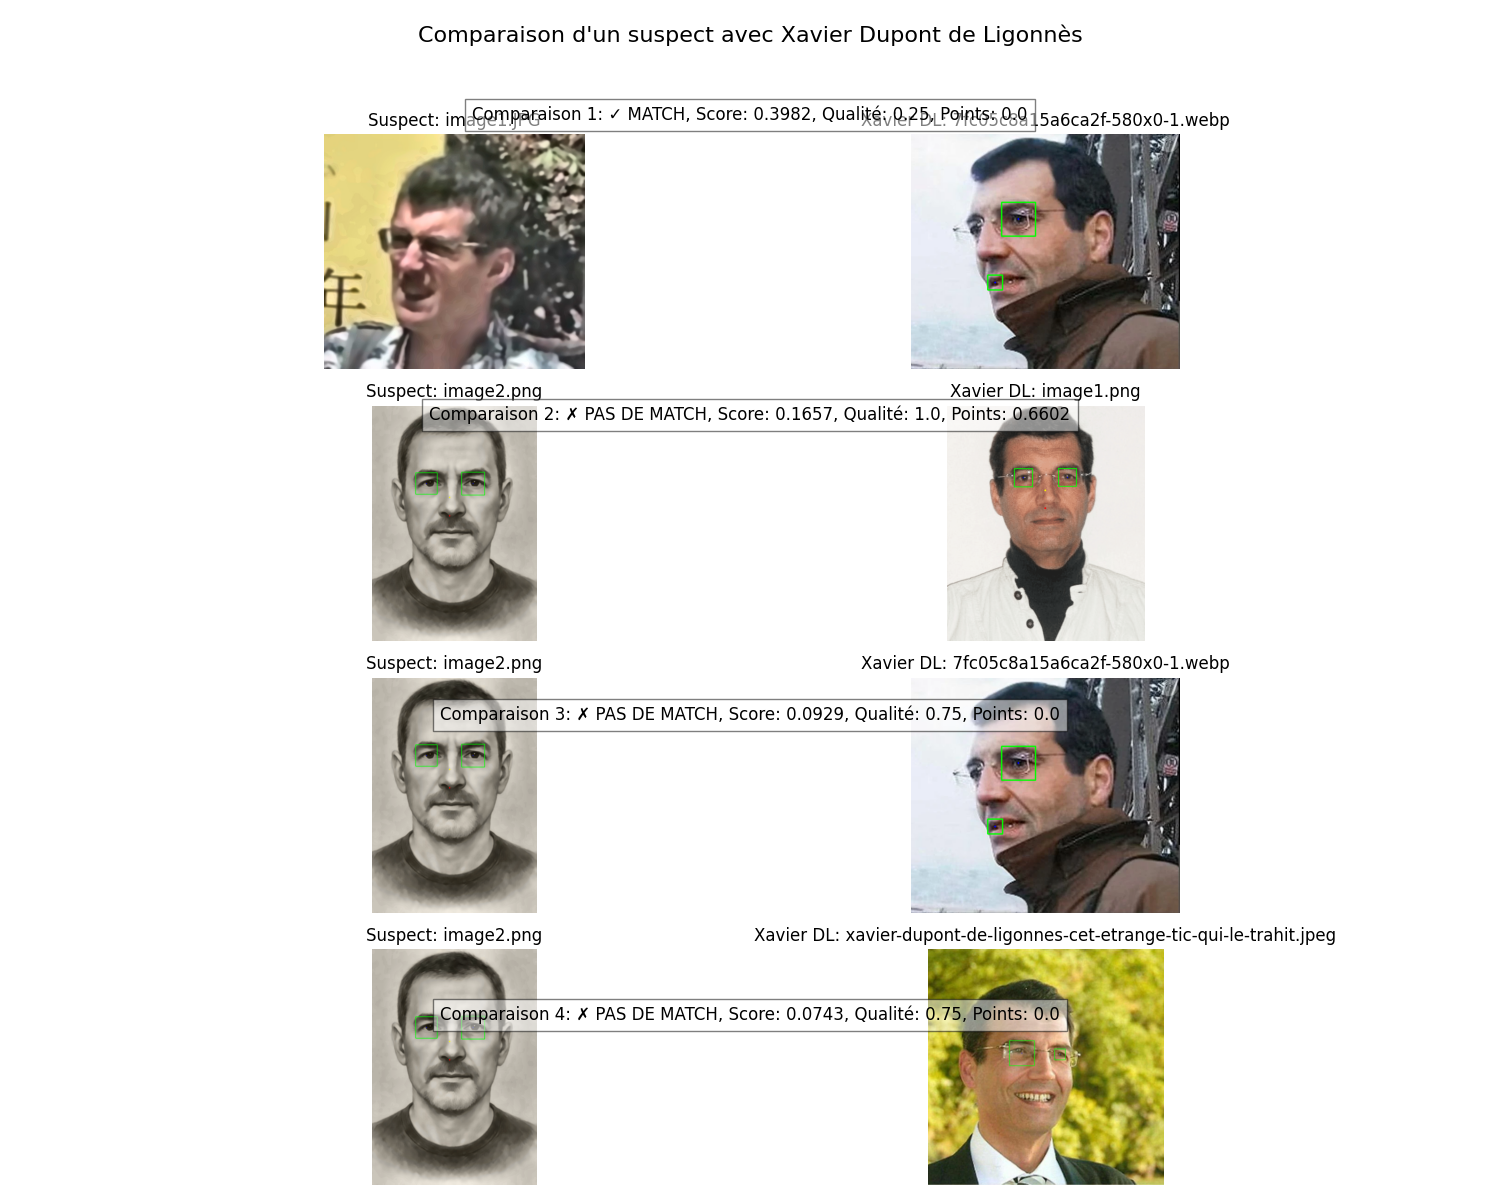 Comparaison d'un suspect avec Xavier Dupont de Ligonnès
Comparaison 1: ✓ MATCH, Score: 0.3982, Qualité: 0.25, Points: 0.0
Suspect: image1.JPG
Xavier DL: 7fc05c8a15a6ca2f-580x0-1.webp
年
Suspect: image2.png
Xavier DL: image1.png
Comparaison 2: ✗ PAS DE MATCH, Score: 0.1657, Qualité: 1.0, Points: 0.6602
Suspect: image2.png
Xavier DL: 7fc05c8a15a6ca2f-580x0-1.webp
Comparaison 3: ✗ PAS DE MATCH, Score: 0.0929, Qualité: 0.75, Points: 0.0
Suspect: image2.png
Xavier DL: xavier-dupont-de-ligonnes-cet-etrange-tic-qui-le-trahit.jpeg
Comparaison 4: ✗ PAS DE MATCH, Score: 0.0743, Qualité: 0.75, Points: 0.0